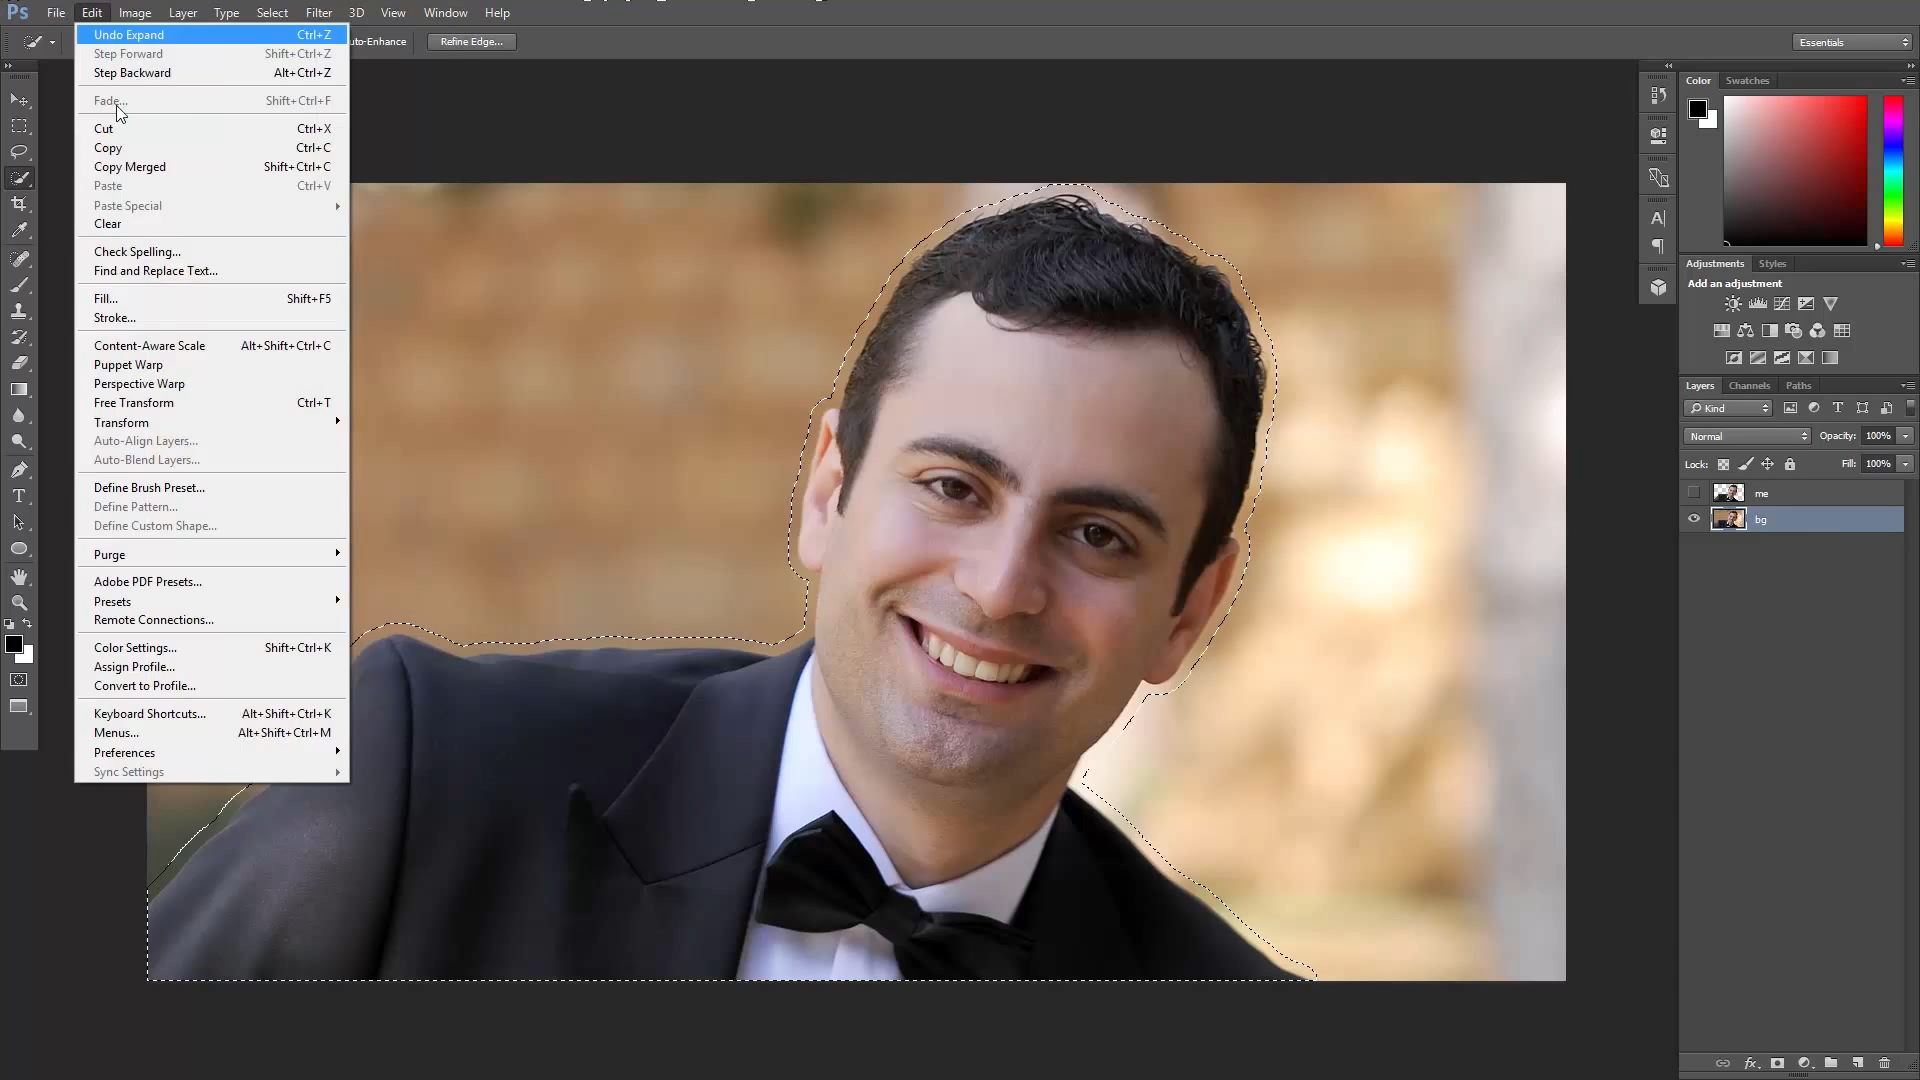 Ps File Edit Image Layer Type Select Filter 3D View Window Help
uto-Enhance Refine Edge... Essentials
Undo Expand Ctrl+Z
Step Forward Shift+Ctrl+Z
Step Backward Alt+Ctrl+Z
Fade... Shift+Ctrl+F
Cut Ctrl+X
Copy Ctrl+C
Copy Merged Shift+Ctrl+C
Paste Ctrl+V
Paste Special
Clear
Check Spelling...
Find and Replace Text...
Fill... Shift+F5
Stroke...
Content-Aware Scale Alt+Shift+Ctrl+C
Puppet Warp
Perspective Warp
Free Transform Ctrl+T
Transform
Auto-Align Layers...
Auto-Blend Layers...
Define Brush Preset...
Define Pattern...
Define Custom Shape...
Purge
Adobe PDF Presets...
Presets
Remote Connections...
Color Settings... Shift+Ctrl+K
Assign Profile...
Convert to Profile...
Keyboard Shortcuts... Alt+Shift+Ctrl+K
Menus... Alt+Shift+Ctrl+M
Preferences
Sync Settings
Color Swatches
Adjustments Styles
Add an adjustment
Layers Channels Paths
Kind
Normal Opacity: 100%
Lock: Fill: 100%
me
bg